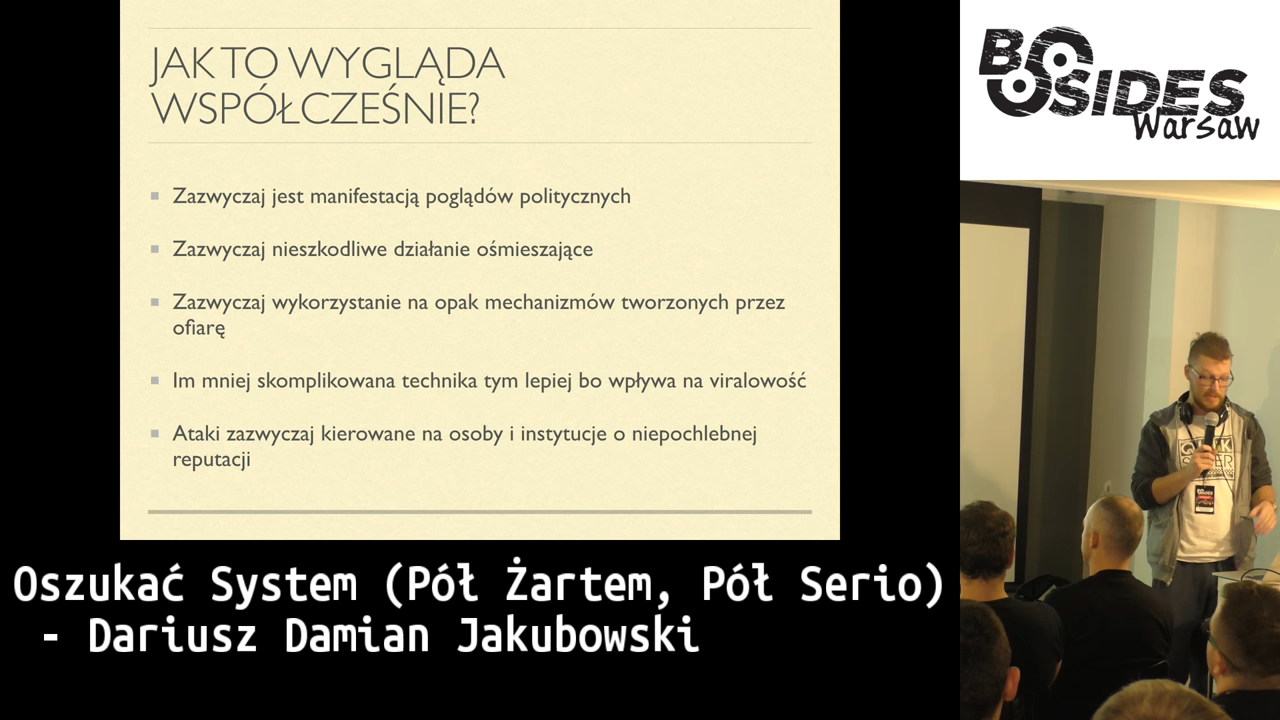 JAK TO WYGLĄDA
WSPÓŁCZEŚNIE?
Zazwyczaj jest manifestacją poglądów politycznych
Zazwyczaj nieszkodliwe działanie ośmieszające
Zazwyczaj wykorzystanie na opak mechanizmów tworzonych przez
ofiarę
Im mniej skomplikowana technika tym lepiej bo wpływa na viralowość
Ataki zazwyczaj kierowane na osoby i instytucje o niepochlebnej
reputacji
Oszukać System (Pół Żartem, Pół Serio)
- Dariusz Damian Jakubowski
BSIDES
Warsaw